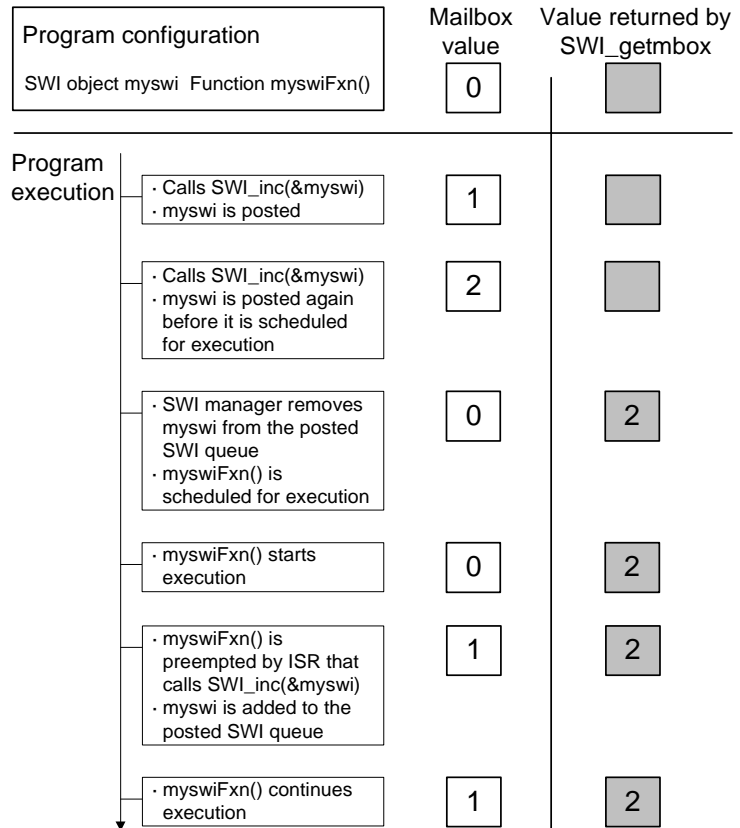 Program configuration
SWI object myswi Function myswiFxn()
Mailbox
value
Value returned by
SWI_getmbox
0
Program
execution
· Calls SWI_inc(&myswi)
· myswi is posted
1
· Calls SWI_inc(&myswi)
· myswi is posted again
before it is scheduled
for execution
2
· SWI manager removes
myswi from the posted
SWI queue
· myswiFxn() is
scheduled for execution
0
2
· myswiFxn() starts
execution
0
2
· myswiFxn() is
preempted by ISR that
calls SWI_inc(&myswi)
· myswi is added to the
posted SWI queue
1
2
· myswiFxn() continues
execution
1
2